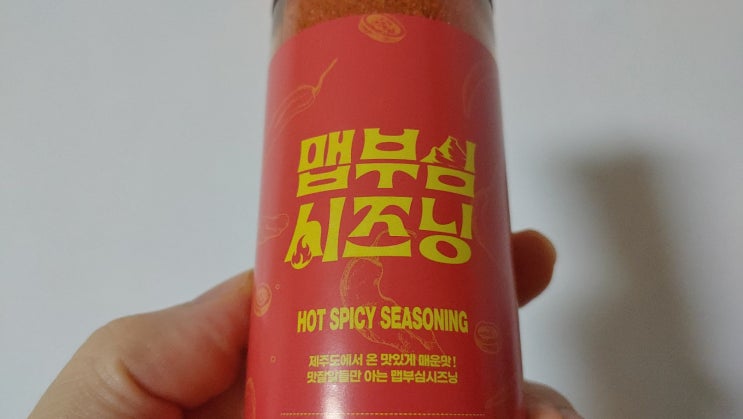 맵부심
시즈닝
HOT SPICY SEASONING
제주도에서 온 맛있게 매운맛!
맛잘알들만 아는 맵부심시즈닝